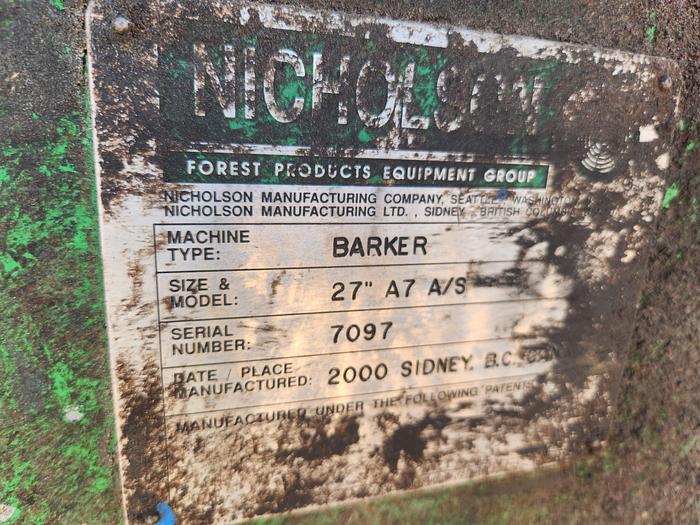 NICHOLSON
FOREST PRODUCTS EQUIPMENT GROUP
NICHOLSON MANUFACTURING COMPANY, SEATTLE, WASHINGTON
NICHOLSON MANUFACTURING LTD. , SIDNEY, BRITISH COLUMBIA
MACHINE TYPE: BARKER
SIZE & MODEL: 27" A7 A/S
SERIAL NUMBER: 7097
DATE / PLACE MANUFACTURED: 2000 SIDNEY, B.C., CAN
MANUFACTURED UNDER THE FOLLOWING PATENTS